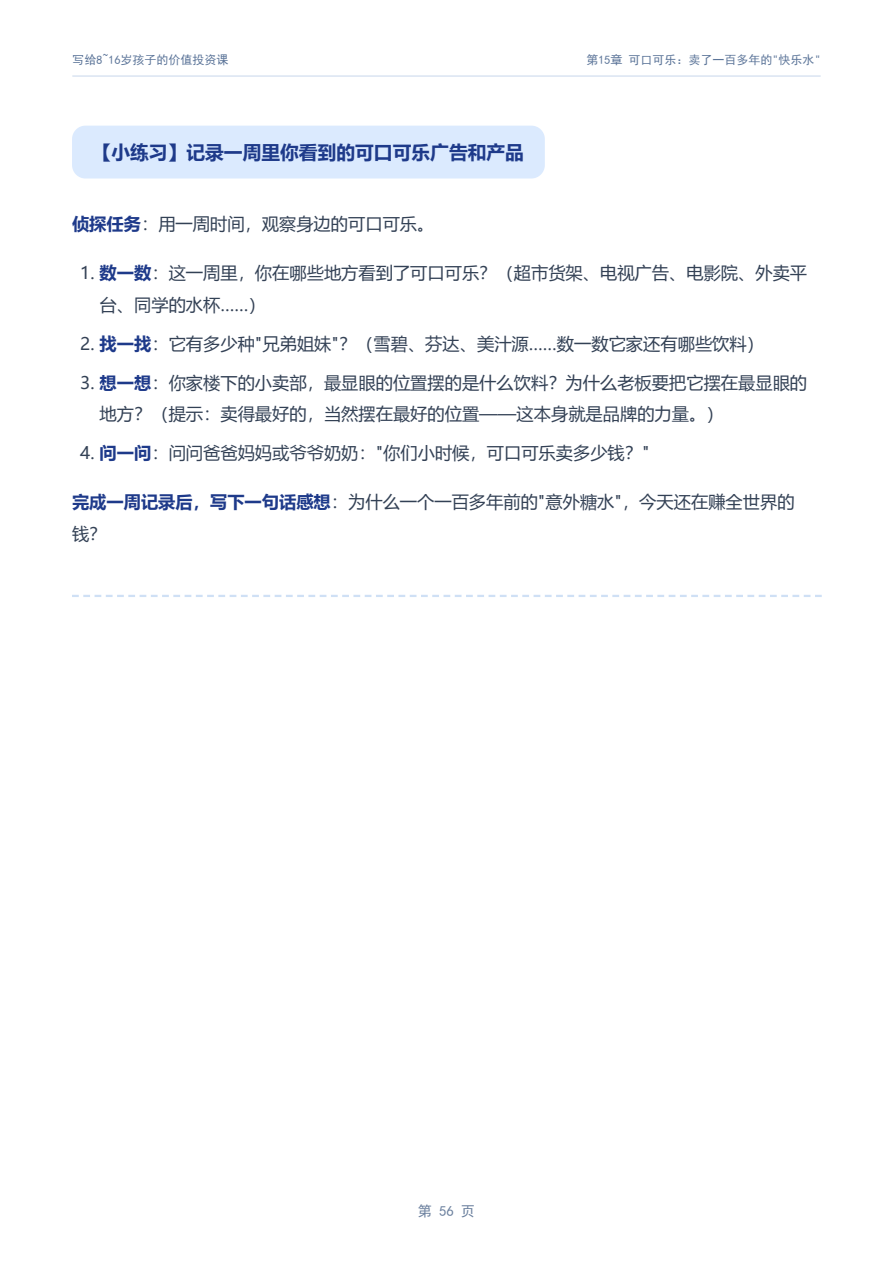 写给8~16岁孩子的价值投资课
第15章 可口可乐：卖了一百多年的"快乐水"
【小练习】记录一周里你看到的可口可乐广告和产品
侦探任务：用一周时间，观察身边的可口可乐。
1. 数一数：这一周里，你在哪些地方看到了可口可乐？（超市货架、电视广告、电影院、外卖平
台、同学的水杯……）
2. 找一找：它有多少种"兄弟姐妹"？（雪碧、芬达、美汁源……数一数它家还有哪些饮料）
3. 想一想：你家楼下的小卖部，最显眼的位置摆的是什么饮料？为什么老板要把它摆在最显眼的
地方？（提示：卖得最好的，当然摆在最好的位置——这本身就是品牌的力量。）
4. 问一问：问问爸爸妈妈或爷爷奶奶："你们小时候，可口可乐卖多少钱？"
完成一周记录后，写下一句话感想：为什么一个一百多年前的"意外糖水"，今天还在赚全世界的
钱？
第 56 页